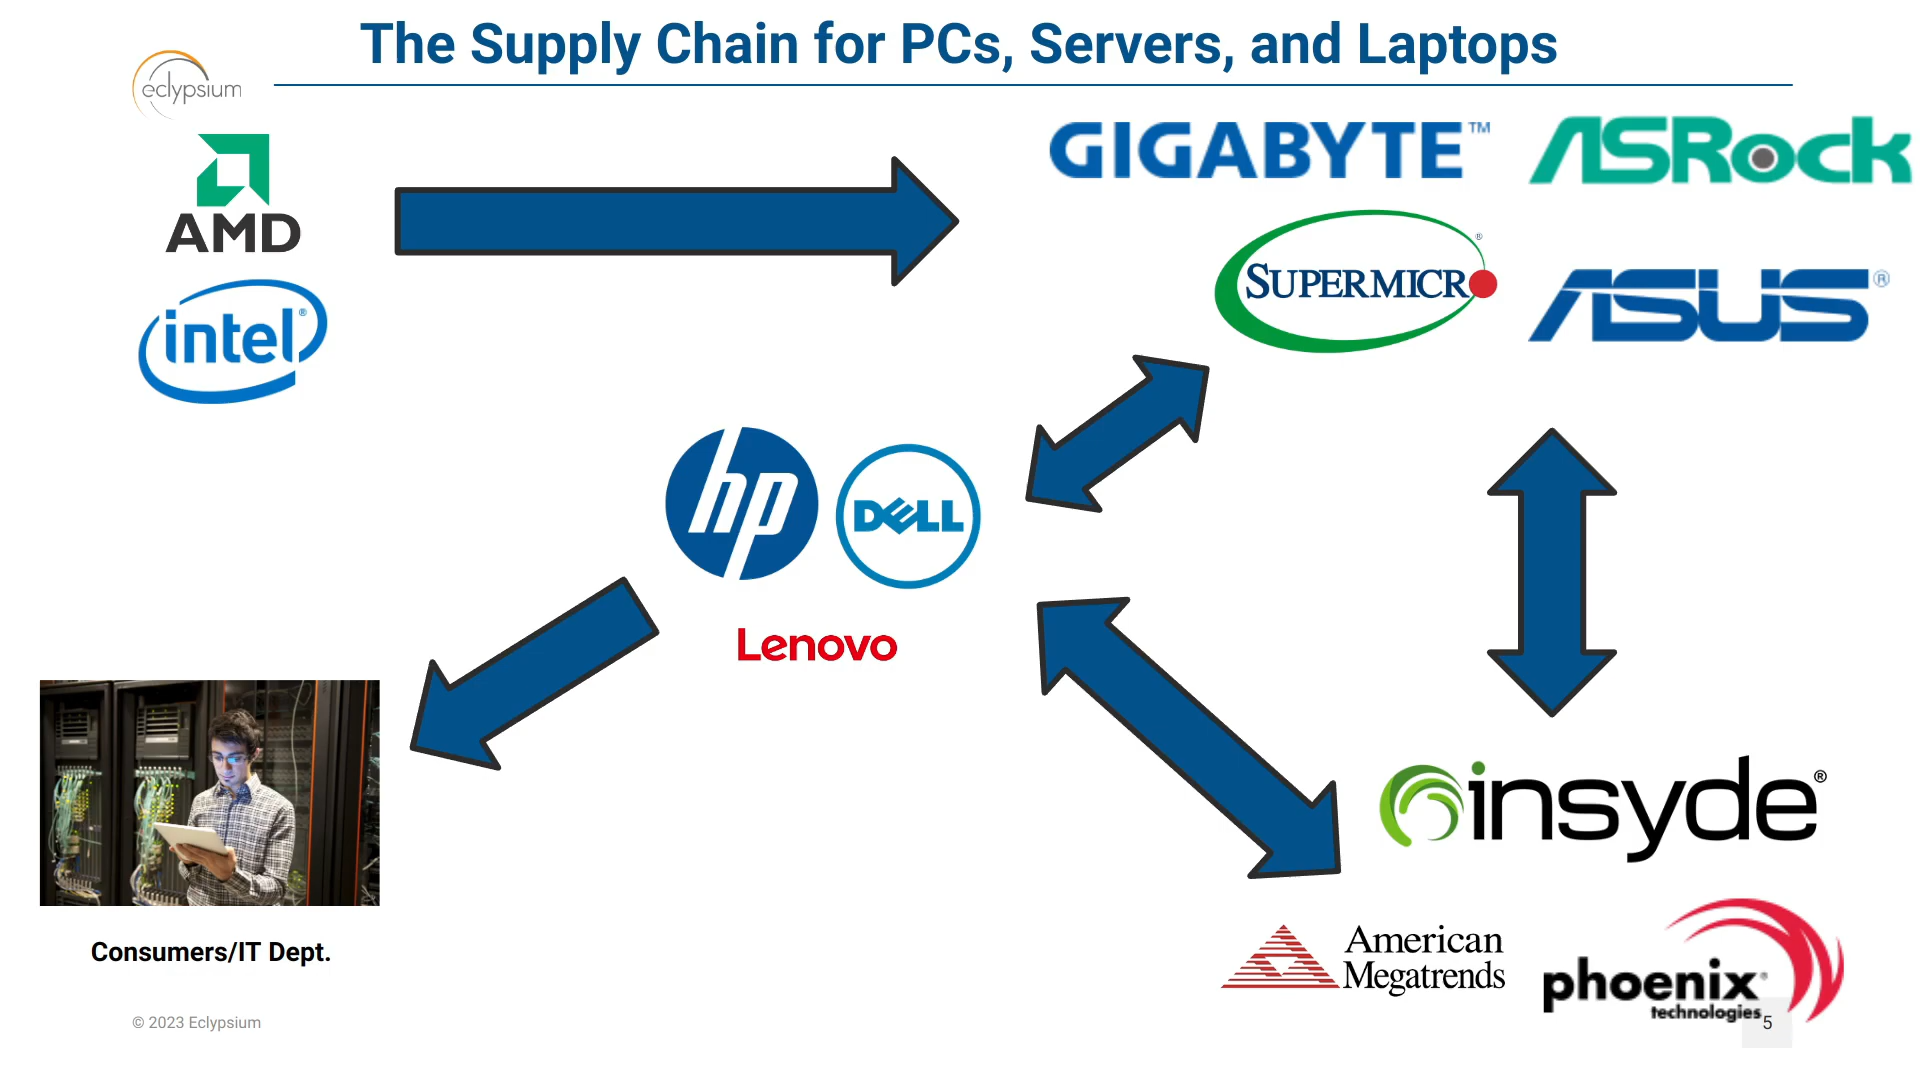 The Supply Chain for PCs, Servers, and Laptops
eclypsium
AMD
intel®
GIGABYTE™
ASRock
SUPERMICRO®
ASUS®
hp
DELL
Lenovo
insyde®
American
Megatrends
phoenix®
technologies
Consumers/IT Dept.
© 2023 Eclypsium
5